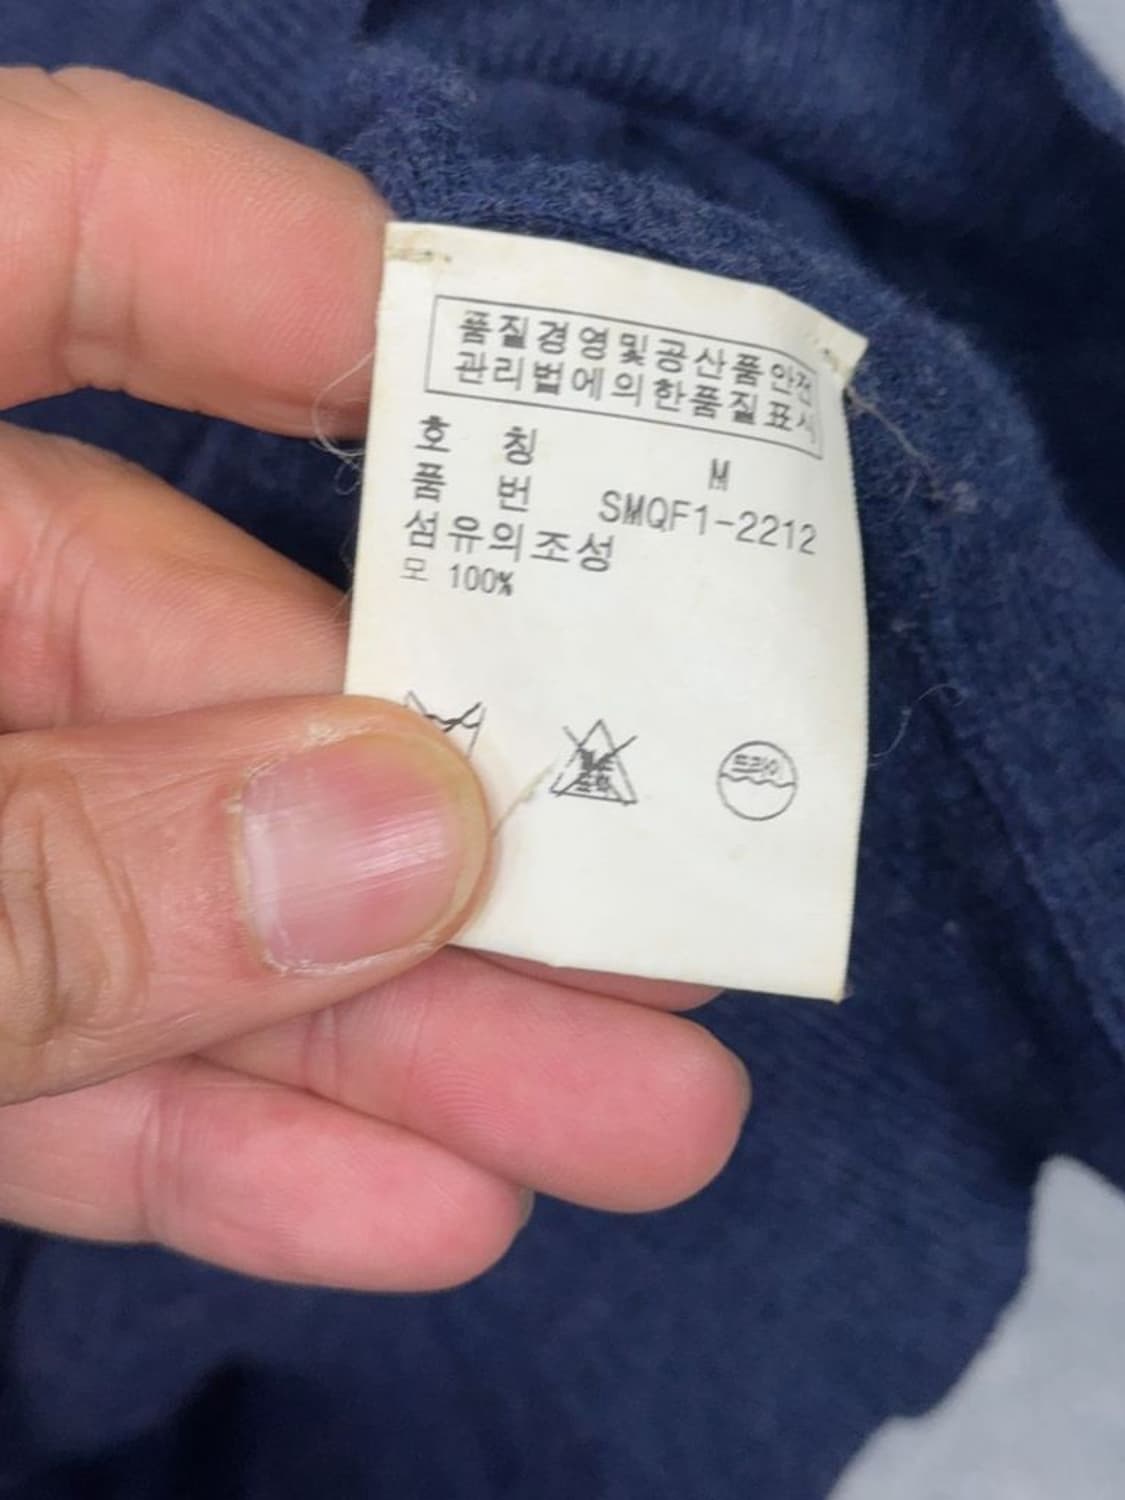 품질경영및공산품안전
관리법에의한품질표시
호 칭 M
품 번 SMQF1-2212
섬유의조성
모 100%
드라이